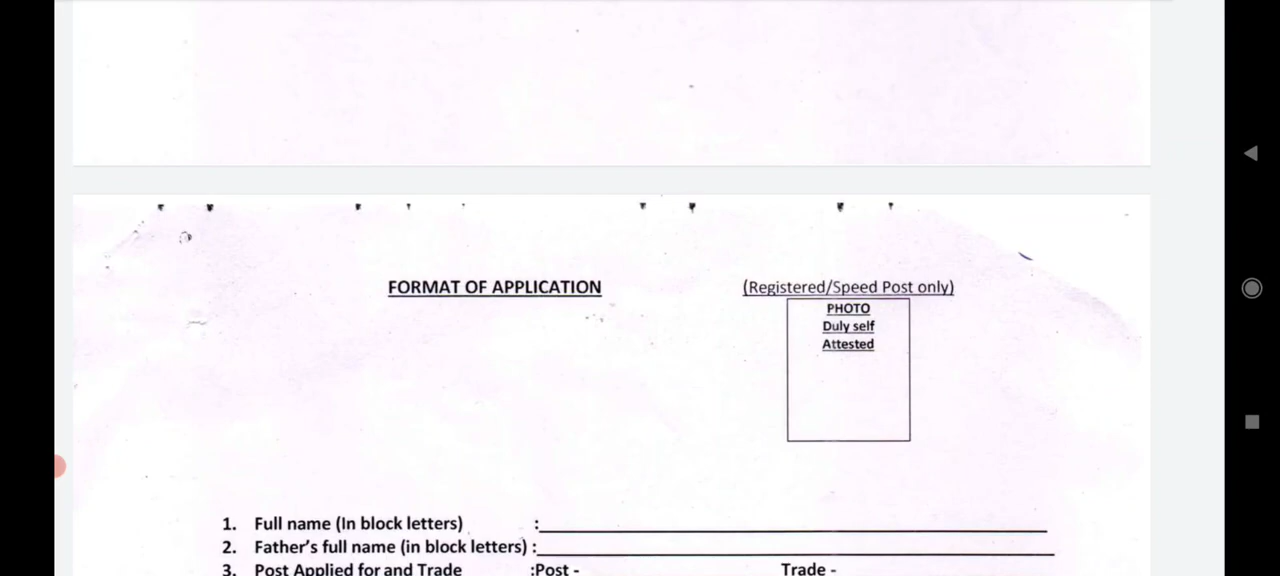 FORMAT OF APPLICATION (Registered/Speed Post only)
PHOTO
Duly self
Attested
1. Full name (In block letters) :
2. Father's full name (in block letters) :
3. Post Applied for and Trade :Post - Trade -